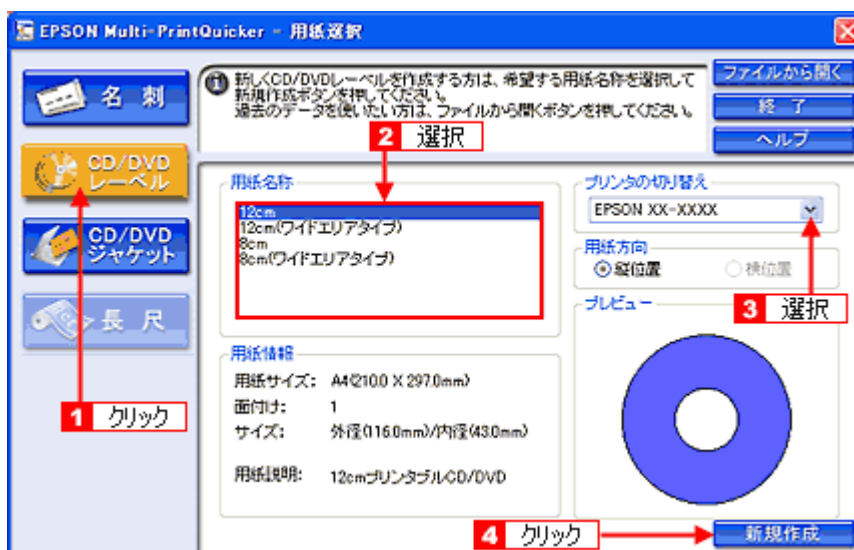 EPSON Multi-PrintQuicker - 用紙選択
名 刺
CD/DVD
レーベル
CD/DVD
ジャケット
長 尺
新しくCD/DVDレーベルを作成する方は、希望する用紙名称を選択して
新規作成ボタンを押してください。
過去のデータを使いたい方は、ファイルから開くボタンを押してください。
ファイルから開く
終 了
ヘルプ
2 選択
用紙名称
12cm
12cm(ワイドエリアタイプ)
8cm
8cm(ワイドエリアタイプ)
プリンタの切り替え
EPSON XX-XXXX
用紙方向
縦位置 横位置
3 選択
プレビュー
用紙情報
用紙サイズ: A4(210.0 X 297.0mm)
面付け: 1
サイズ: 外径(116.0mm)/内径(43.0mm)
用紙説明: 12cmプリンタブルCD/DVD
1 クリック
4 クリック
新規作成